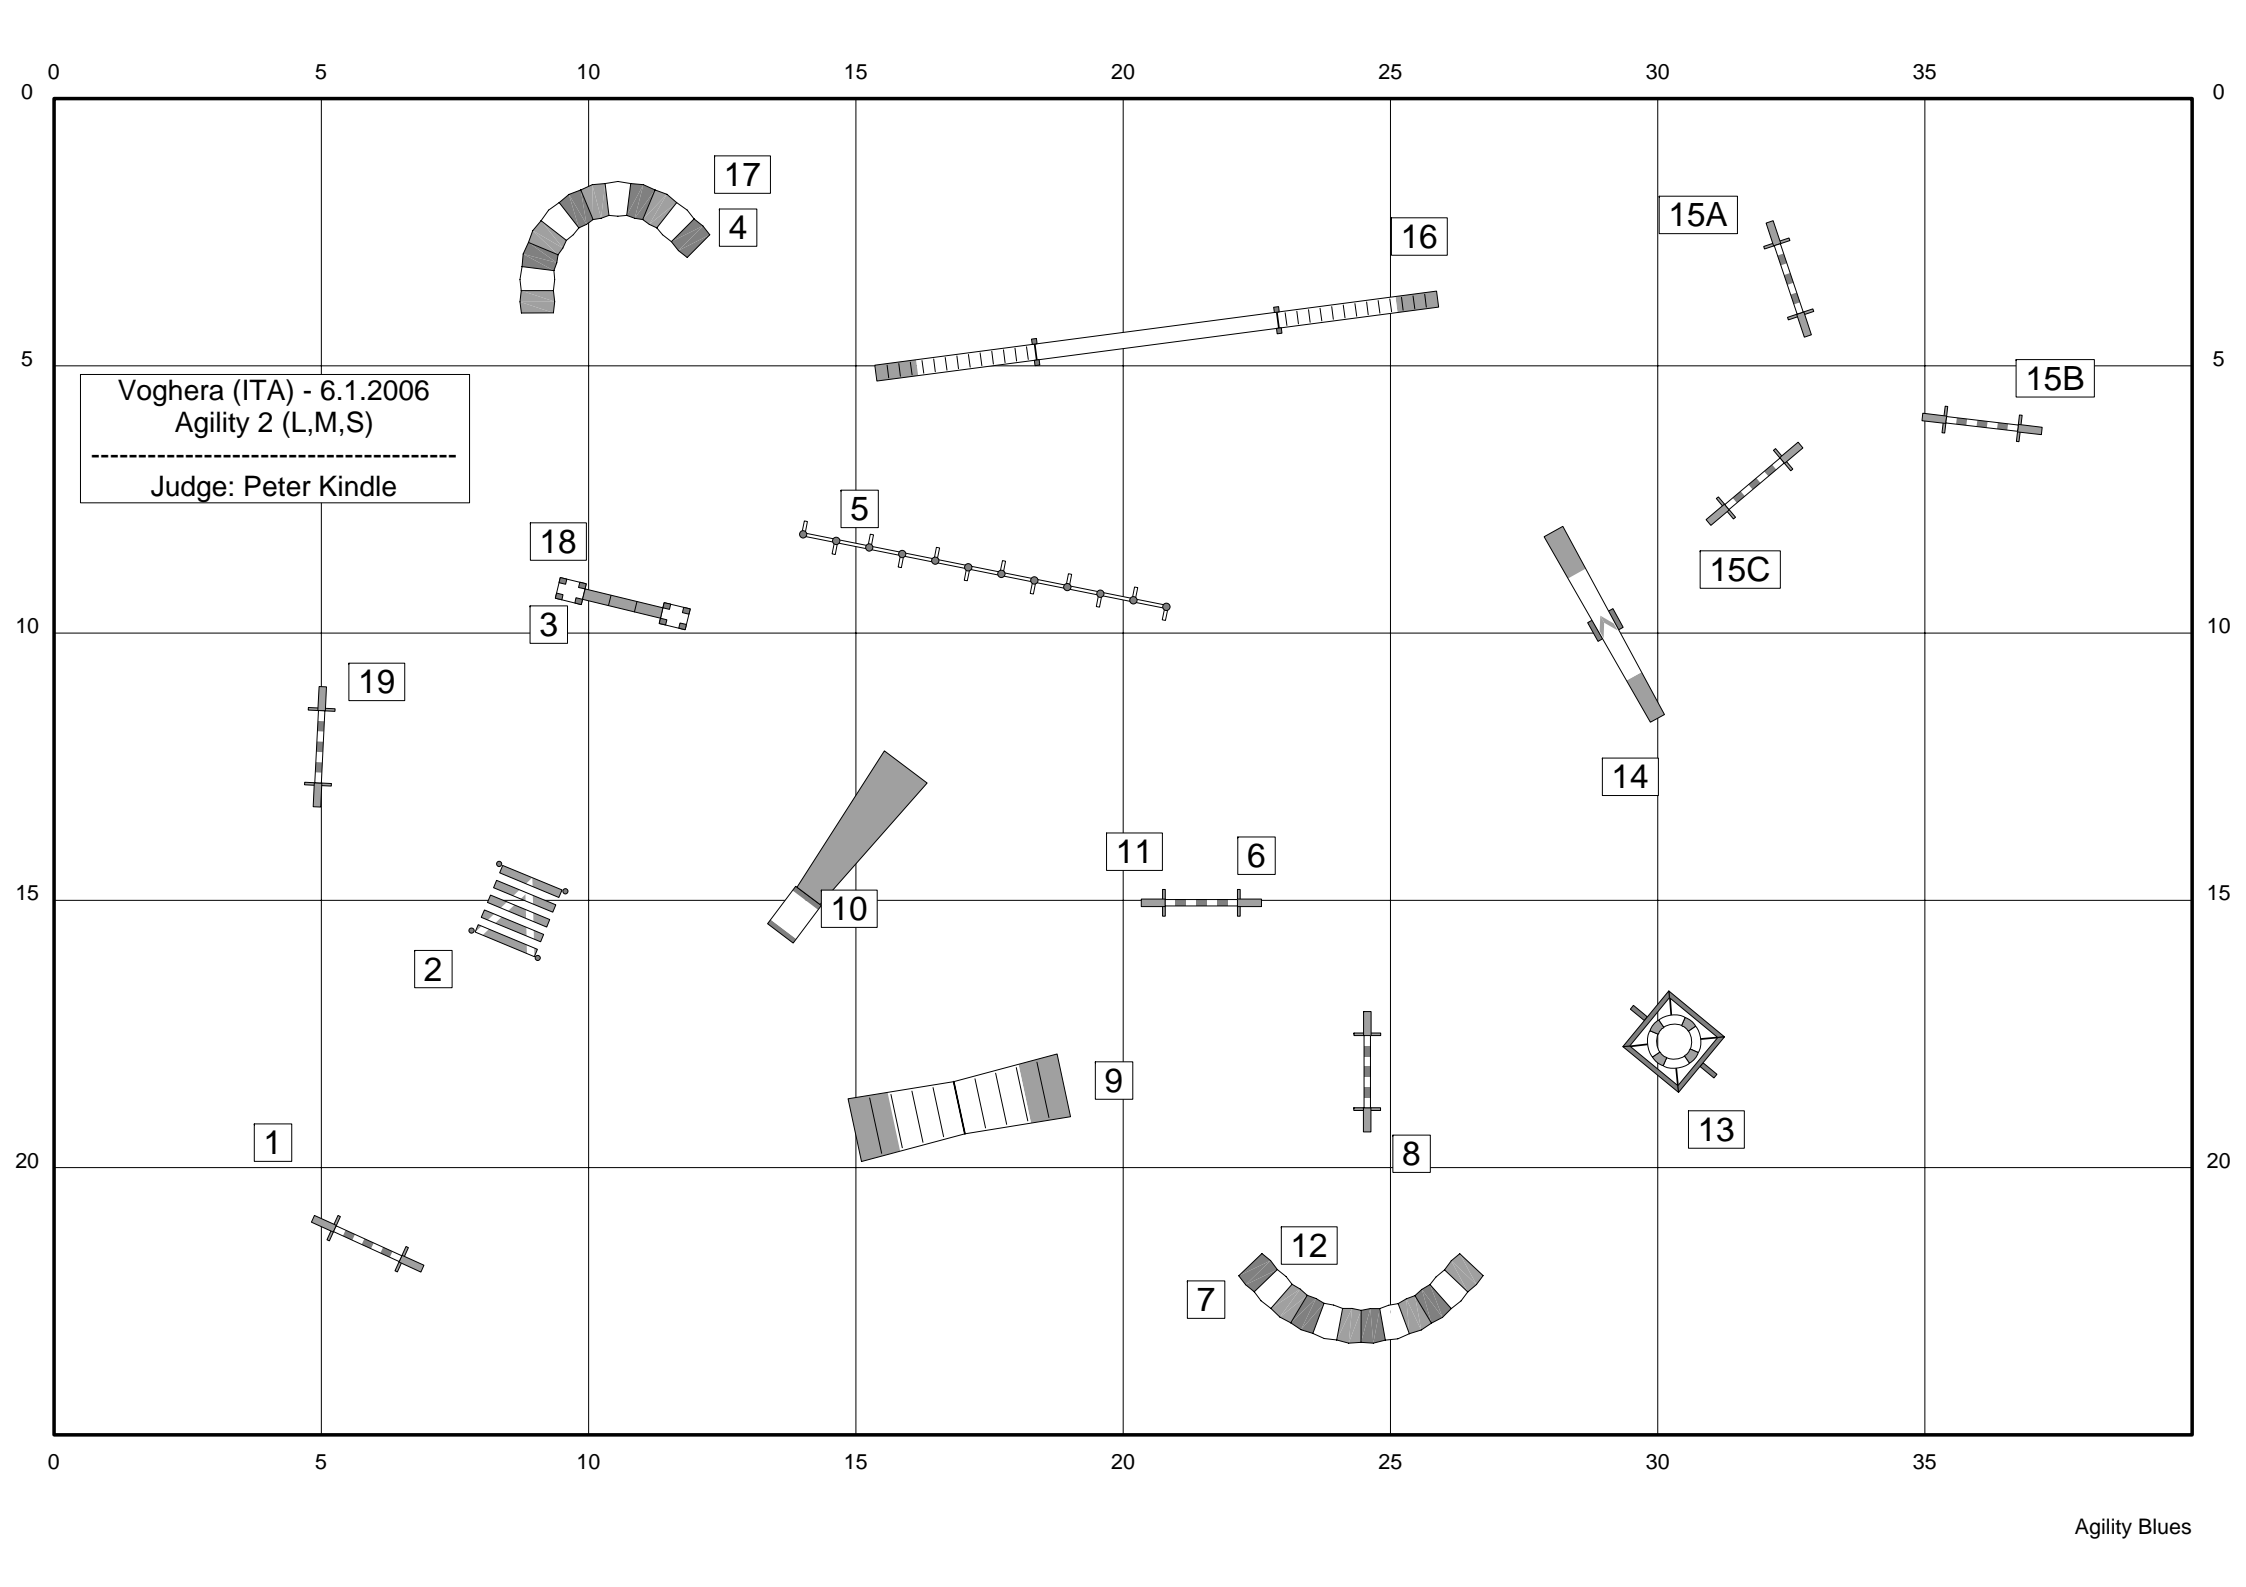 0 5 10 15 20 25 30 35
0 0
17
4
15A
16
5 5
15B
Voghera (ITA) - 6.1.2006
Agility 2 (L,M,S)
---------------------------------------
Judge: Peter Kindle
5
18
15C
3
10 10
19
14
11 6
15 15
10
2
9
13
1
8
20 20
12
7
0 5 10 15 20 25 30 35
Agility Blues